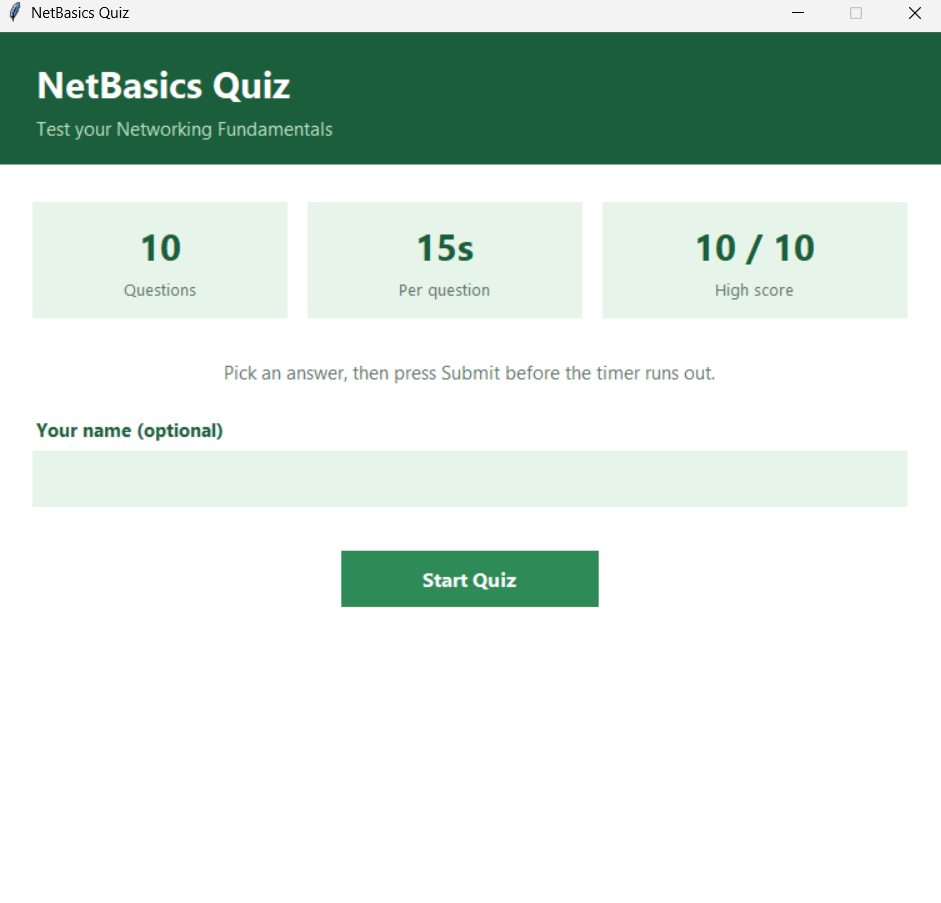 NetBasics Quiz
NetBasics Quiz
Test your Networking Fundamentals
10
Questions
15s
Per question
10 / 10
High score
Pick an answer, then press Submit before the timer runs out.
Your name (optional)
Start Quiz